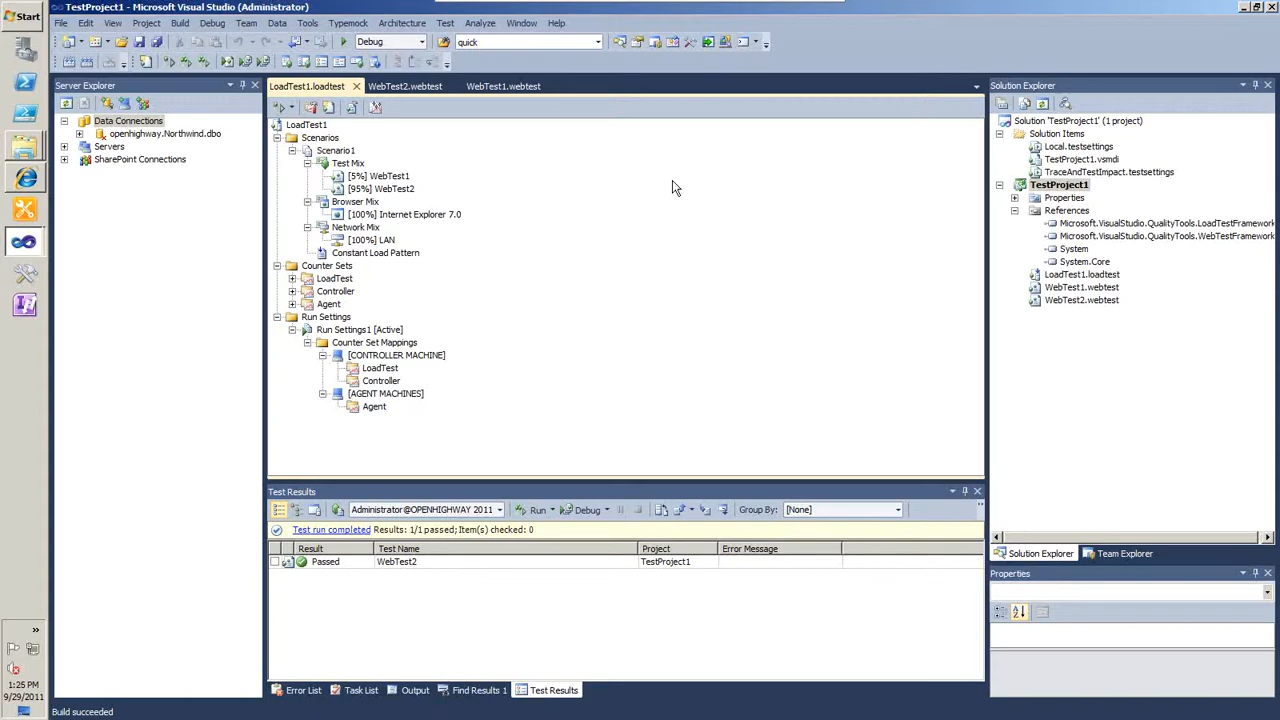 Start
TestProject1 - Microsoft Visual Studio (Administrator)
File Edit View Project Build Debug Team Data Tools Typemock Architecture Test Analyze Window Help
Debug quick
Server Explorer
Data Connections
openhighway.Northwind.dbo
Servers
SharePoint Connections
LoadTest1.loadtest WebTest2.webtest WebTest1.webtest
LoadTest1
Scenarios
Scenario1
Test Mix
[5%] WebTest1
[95%] WebTest2
Browser Mix
[100%] Internet Explorer 7.0
Network Mix
[100%] LAN
Constant Load Pattern
Counter Sets
LoadTest
Controller
Agent
Run Settings
Run Settings1 [Active]
Counter Set Mappings
[CONTROLLER MACHINE]
LoadTest
Controller
[AGENT MACHINES]
Agent
Solution Explorer
Solution 'TestProject1' (1 project)
Solution Items
Local.testsettings
TestProject1.vsmdi
TraceAndTestImpact.testsettings
TestProject1
Properties
References
Microsoft.VisualStudio.QualityTools.LoadTestFramework
Microsoft.VisualStudio.QualityTools.WebTestFramework
System
System.Core
LoadTest1.loadtest
WebTest1.webtest
WebTest2.webtest
Solution Explorer Team Explorer
Properties
Test Results
Administrator@OPENHIGHWAY 2011 Run Debug Group By: [None]
Test run completed Results: 1/1 passed; Item(s) checked: 0
Result Test Name Project Error Message
Passed WebTest2 TestProject1
Error List Task List Output Find Results 1 Test Results
Build succeeded
1:25 PM
9/29/2011